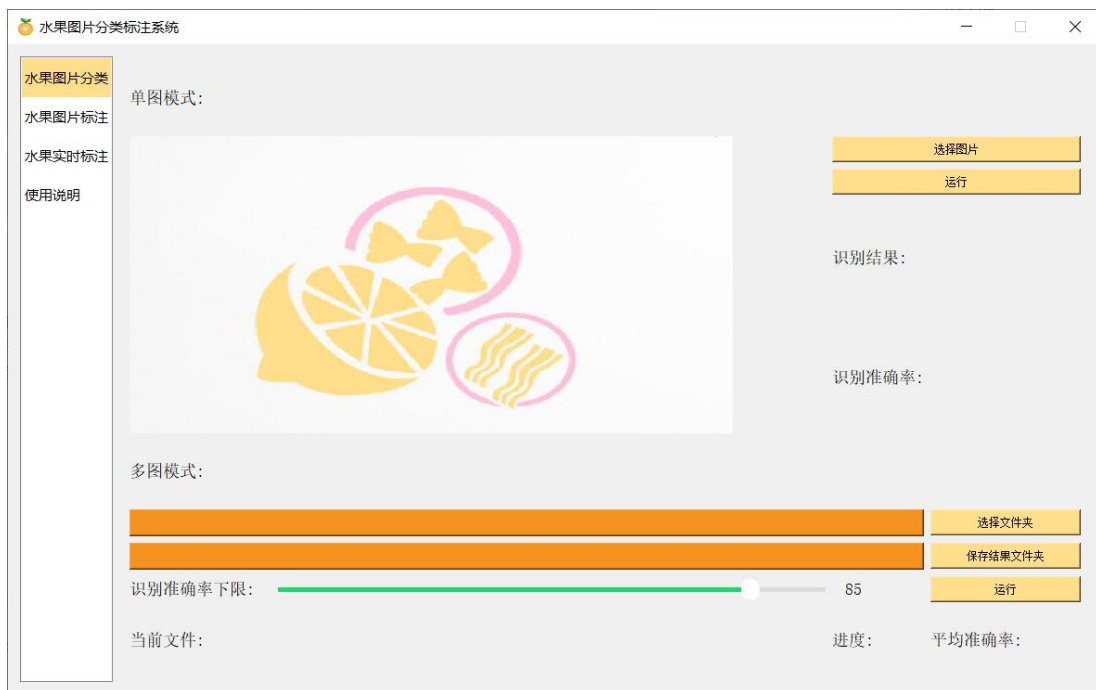 水果图片分类标注系统
水果图片分类
水果图片标注
水果实时标注
使用说明
单图模式:
选择图片
运行
识别结果:
识别准确率:
多图模式:
选择文件夹
保存结果文件夹
识别准确率下限:
85
运行
当前文件:
进度:
平均准确率: